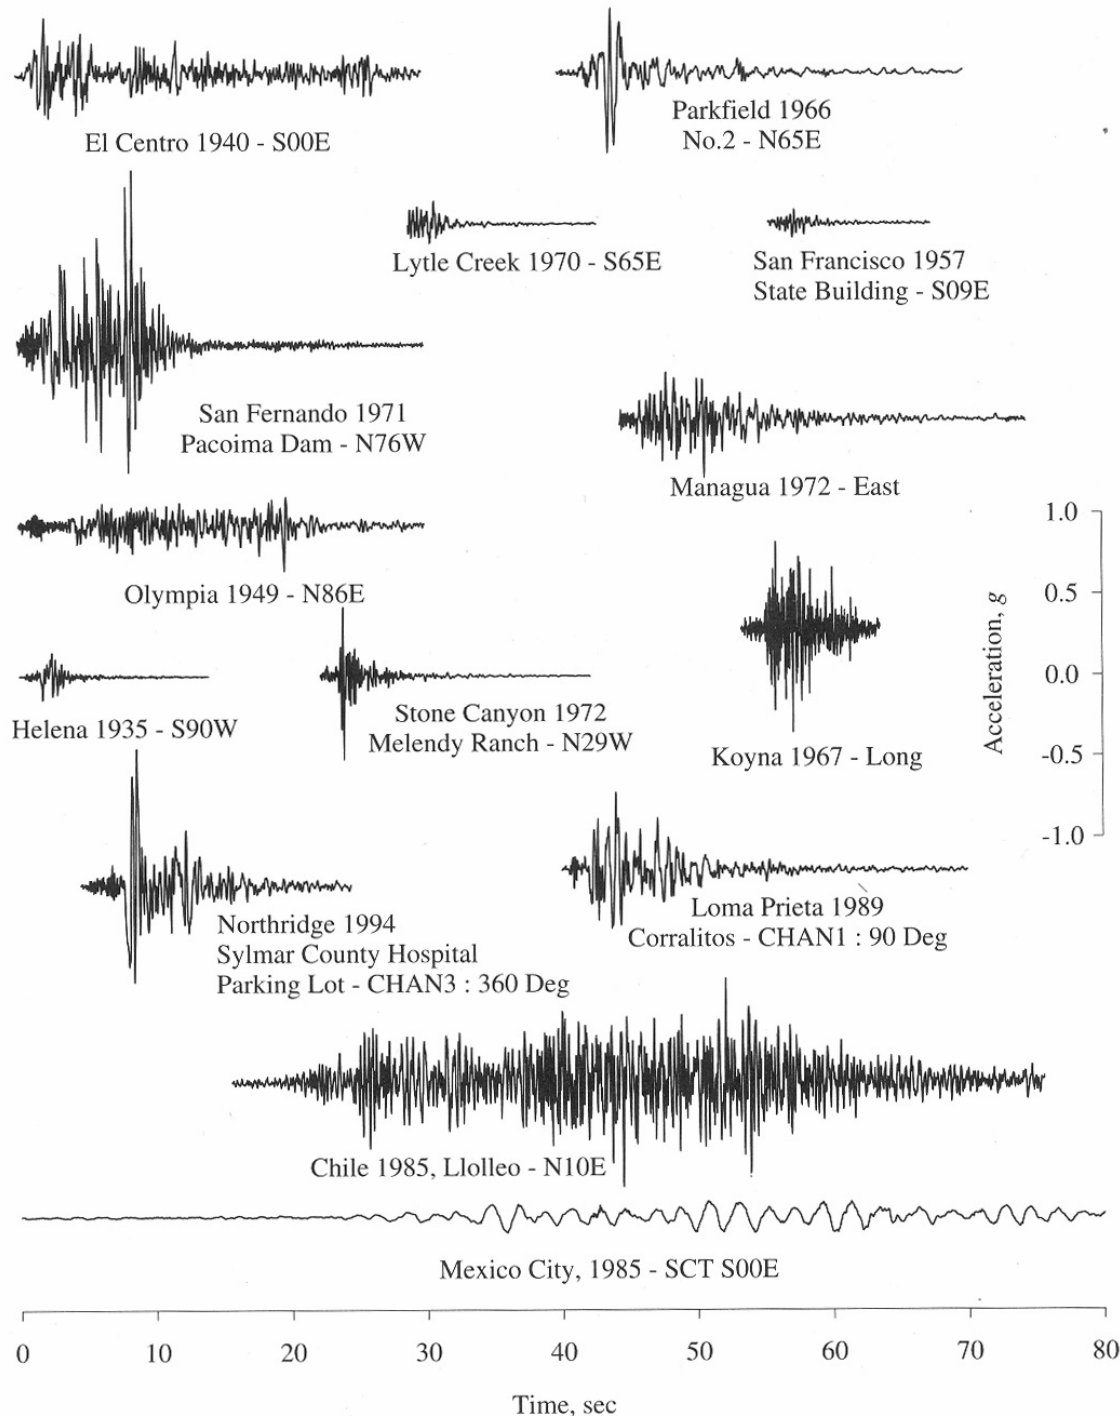 El Centro 1940 - S00E
Parkfield 1966
No.2 - N65E
Lytle Creek 1970 - S65E
San Francisco 1957
State Building - S09E
San Fernando 1971
Pacoima Dam - N76W
Managua 1972 - East
Olympia 1949 - N86E
1.0
0.5
0.0
-0.5
-1.0
Acceleration, g
Helena 1935 - S90W
Stone Canyon 1972
Melendy Ranch - N29W
Koyna 1967 - Long
Northridge 1994
Sylmar County Hospital
Parking Lot - CHAN3 : 360 Deg
Loma Prieta 1989
Corralitos - CHAN1 : 90 Deg
Chile 1985, Llolleo - N10E
Mexico City, 1985 - SCT S00E
0 10 20 30 40 50 60 70 80
Time, sec